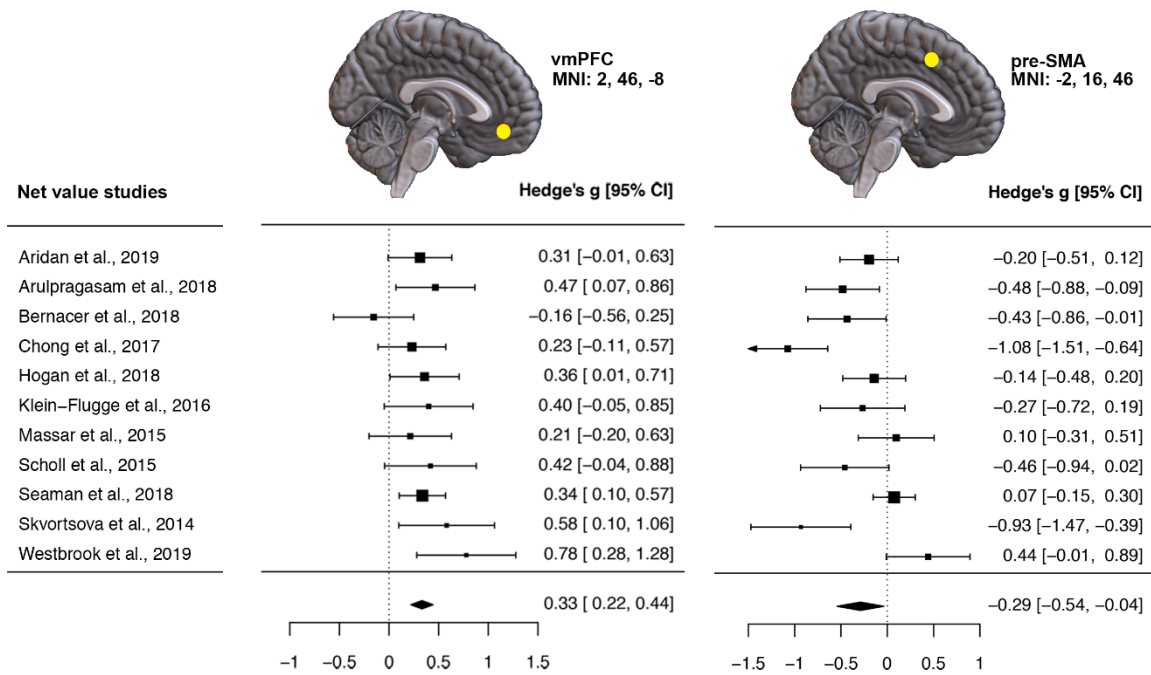 vmPFC
MNI: 2, 46, -8
pre-SMA
MNI: -2, 16, 46
Net value studies Hedge's g [95% CI] Hedge's g [95% CI]
Aridan et al., 2019 0.31 [−0.01, 0.63] −0.20 [−0.51, 0.12]
Arulpragasam et al., 2018 0.47 [ 0.07, 0.86] −0.48 [−0.88, −0.09]
Bernacer et al., 2018 −0.16 [−0.56, 0.25] −0.43 [−0.86, −0.01]
Chong et al., 2017 0.23 [−0.11, 0.57] −1.08 [−1.51, −0.64]
Hogan et al., 2018 0.36 [ 0.01, 0.71] −0.14 [−0.48, 0.20]
Klein−Flugge et al., 2016 0.40 [−0.05, 0.85] −0.27 [−0.72, 0.19]
Massar et al., 2015 0.21 [−0.20, 0.63] 0.10 [−0.31, 0.51]
Scholl et al., 2015 0.42 [−0.04, 0.88] −0.46 [−0.94, 0.02]
Seaman et al., 2018 0.34 [ 0.10, 0.57] 0.07 [−0.15, 0.30]
Skvortsova et al., 2014 0.58 [ 0.10, 1.06] −0.93 [−1.47, −0.39]
Westbrook et al., 2019 0.78 [ 0.28, 1.28] 0.44 [−0.01, 0.89]
0.33 [ 0.22, 0.44] −0.29 [−0.54, −0.04]
−1 −0.5 0 0.5 1 1.5 −1.5 −1 −0.5 0 0.5 1